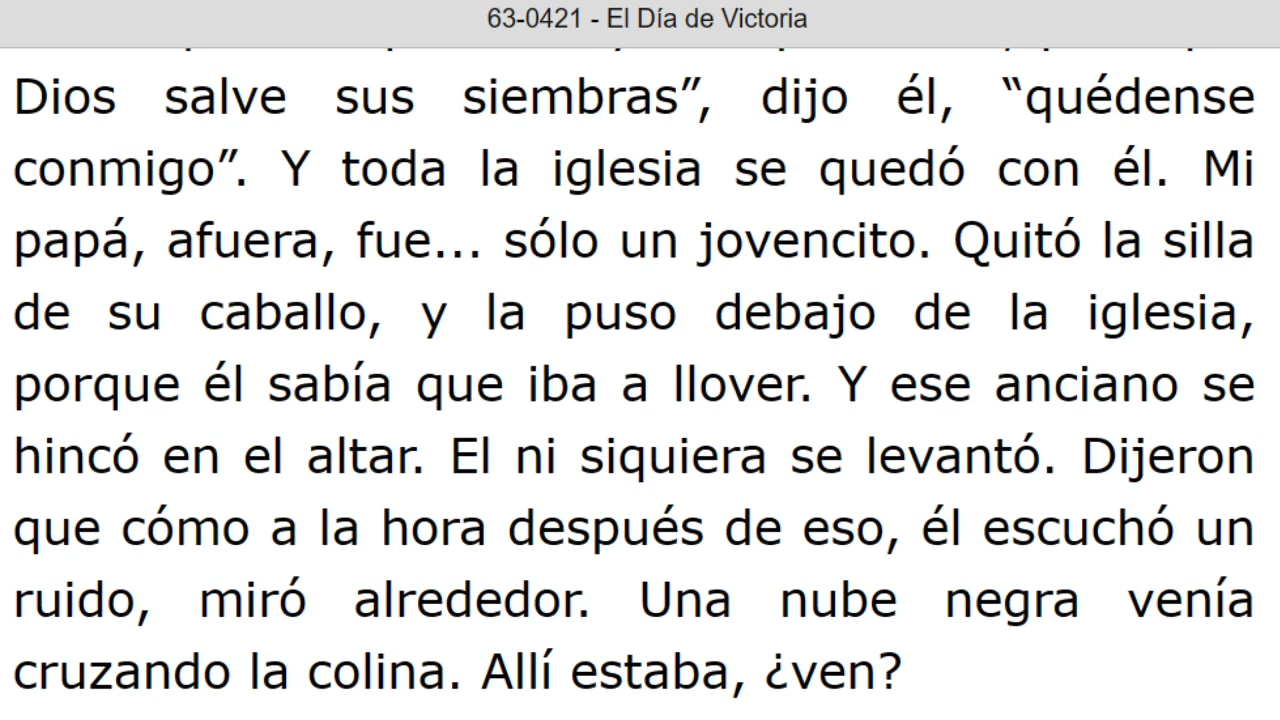 63-0421 - El Día de Victoria
Dios salve sus siembras”, dijo él, “quédense
conmigo”. Y toda la iglesia se quedó con él. Mi
papá, afuera, fue... sólo un jovencito. Quitó la silla
de su caballo, y la puso debajo de la iglesia,
porque él sabía que iba a llover. Y ese anciano se
hincó en el altar. El ni siquiera se levantó. Dijeron
que cómo a la hora después de eso, él escuchó un
ruido, miró alrededor. Una nube negra venía
cruzando la colina. Allí estaba, ¿ven?